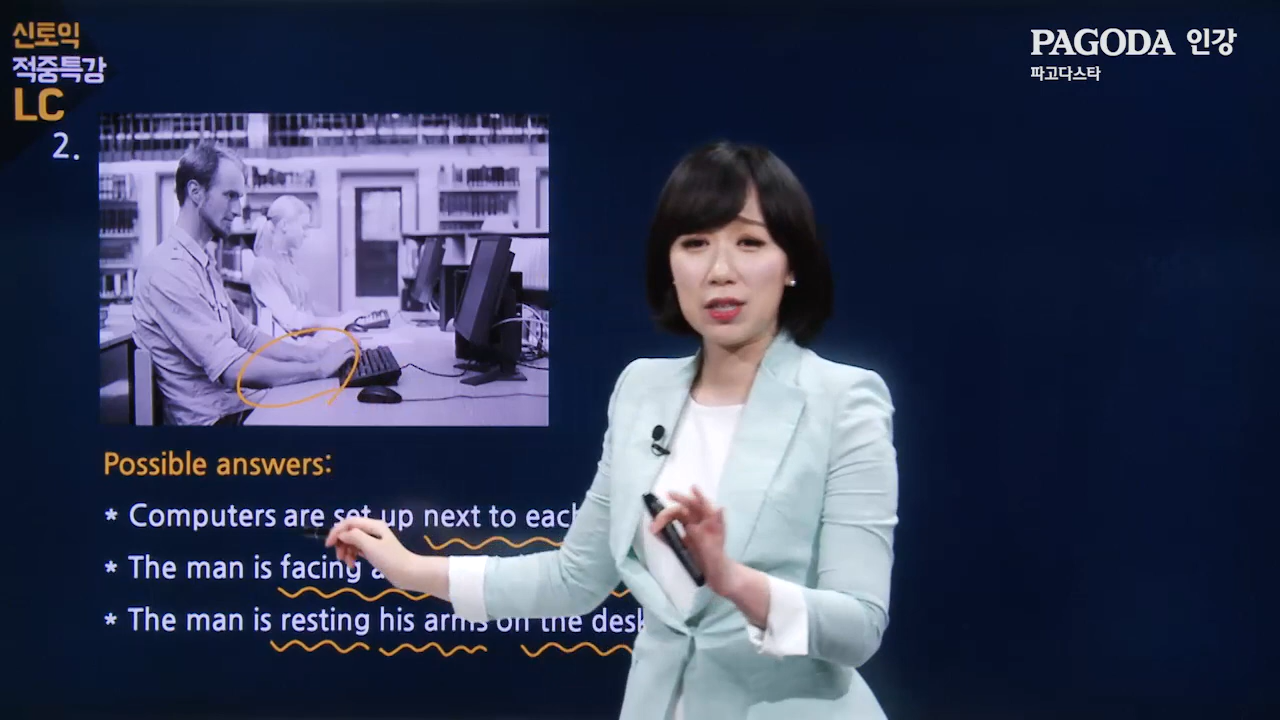 신토익
적중특강
LC
PAGODA 인강
파고다스타
2.
Possible answers:
* Computers are set up next to each
* The man is facing
* The man is resting his arms on the desk